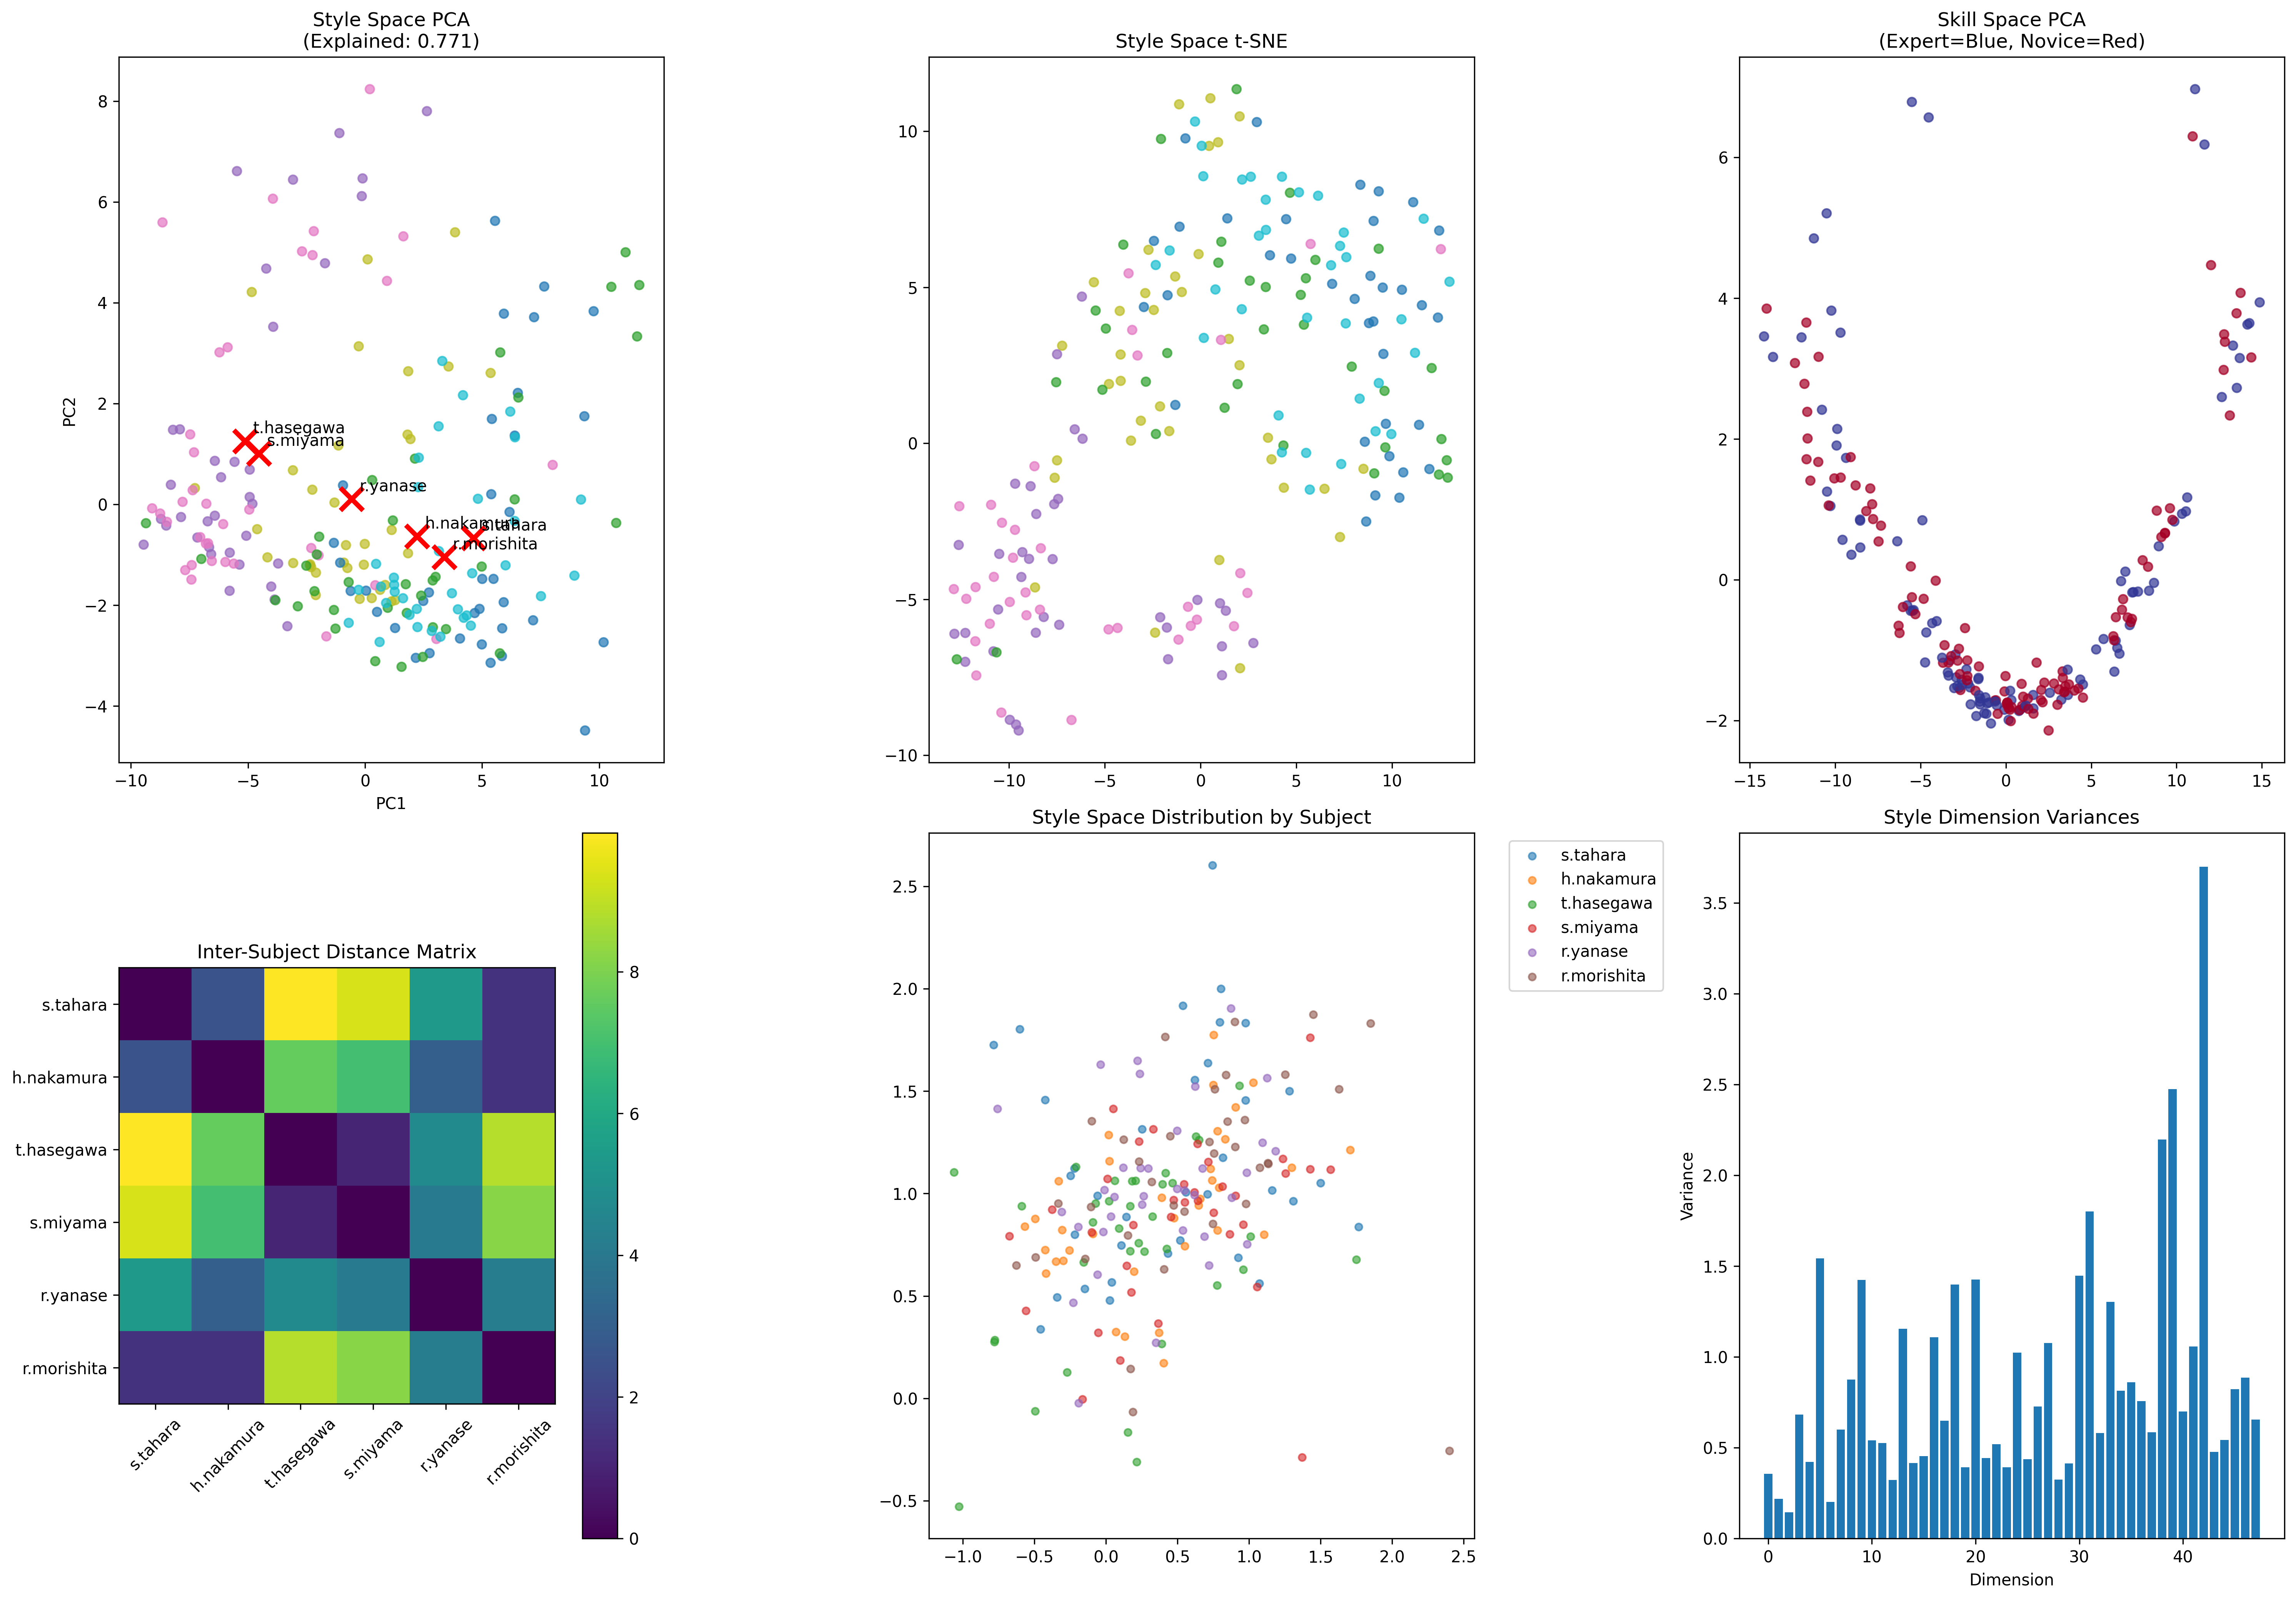 Style Space PCA
(Explained: 0.771)
8
6
4
2
0
−2
−4
PC2
t.hasegawa
s.miyama
r.yanase
h.nakamura
s.tahara
r.morishita
−10
−5
0
5
10
PC1
Style Space t-SNE
10
5
0
−5
−10
−10
−5
0
5
10
Skill Space PCA
(Expert=Blue, Novice=Red)
6
4
2
0
−2
−15
−10
−5
0
5
10
15
Inter-Subject Distance Matrix
s.tahara
h.nakamura
t.hasegawa
s.miyama
r.yanase
r.morishita
s.tahara
h.nakamura
t.hasegawa
s.miyama
r.yanase
r.morishita
8
6
4
2
0
Style Space Distribution by Subject
2.5
2.0
1.5
1.0
0.5
0.0
−0.5
−1.0
−0.5
0.0
0.5
1.0
1.5
2.0
2.5
s.tahara
h.nakamura
t.hasegawa
s.miyama
r.yanase
r.morishita
Style Dimension Variances
3.5
3.0
2.5
2.0
1.5
1.0
0.5
0.0
Variance
0
10
20
30
40
Dimension